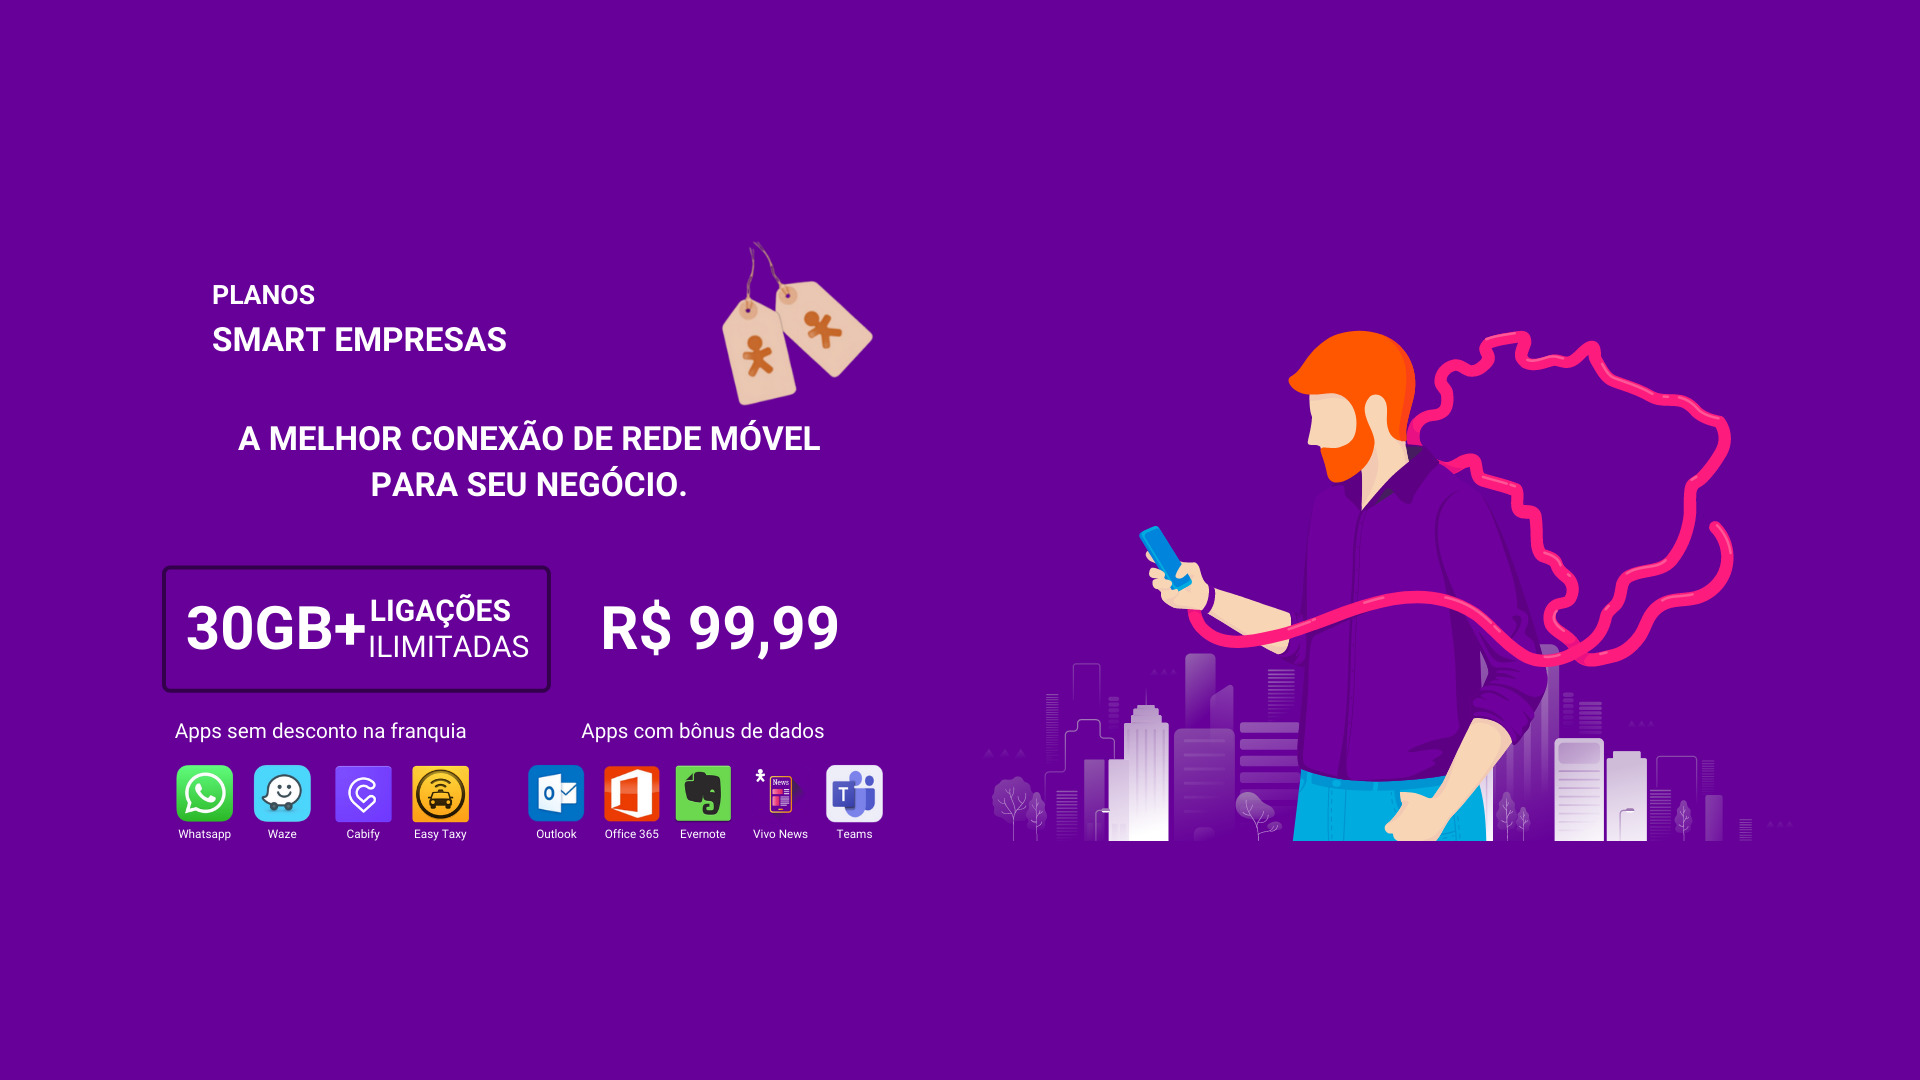 PLANOS
SMART EMPRESAS
A MELHOR CONEXÃO DE REDE MÓVEL
PARA SEU NEGÓCIO.
30GB+ LIGAÇÕES
ILIMITADAS
R$ 99,99
Apps sem desconto na franquia
Whatsapp Waze Cabify Easy Taxy
Apps com bônus de dados
News
T
Outlook Office 365 Evernote Vivo News Teams